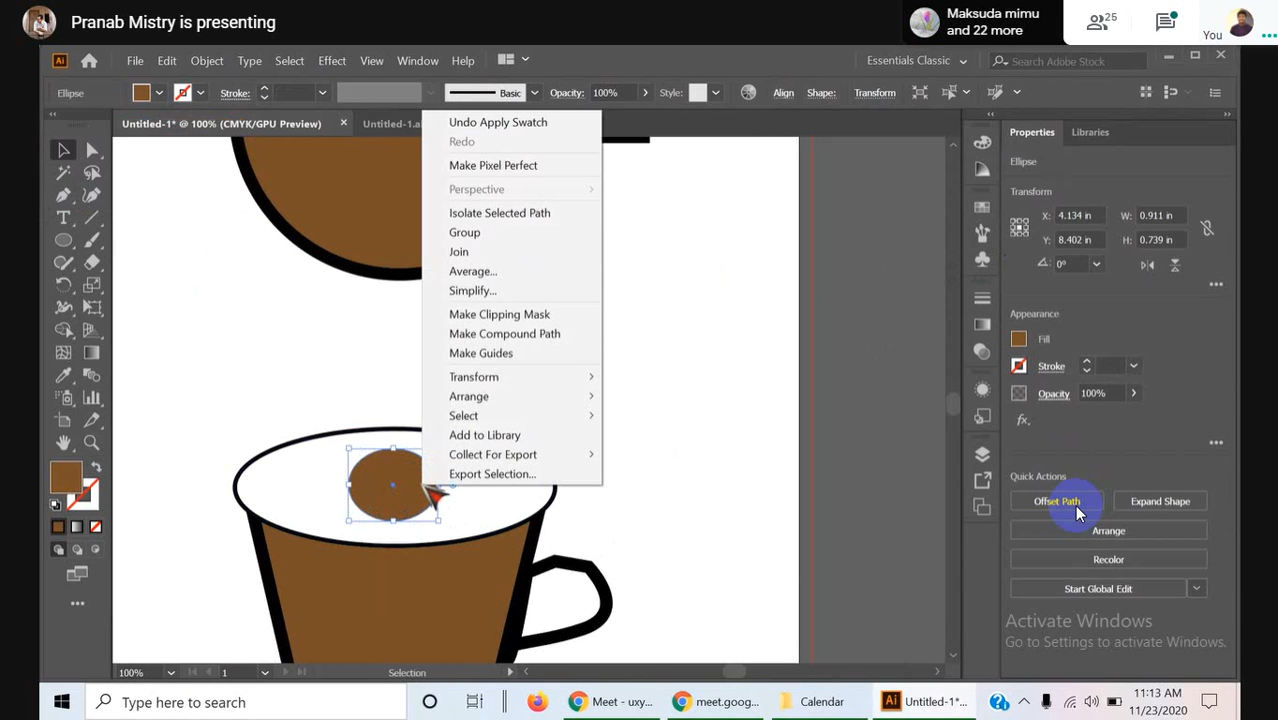 Pranab Mistry is presenting
Maksuda mimu
and 22 more
25
You
Ai
File Edit Object Type Select Effect View Window Help
Essentials Classic
Search Adobe Stock
Ellipse
Stroke:
Basic
Opacity: 100%
Style:
Align
Shape:
Transform
Untitled-1* @ 100% (CMYK/GPU Preview)
Undo Apply Swatch
Redo
Make Pixel Perfect
Perspective
Isolate Selected Path
Group
Join
Average...
Simplify...
Make Clipping Mask
Make Compound Path
Make Guides
Transform
Arrange
Select
Add to Library
Collect For Export
Export Selection...
Properties Libraries
Ellipse
Transform
X: 4.134 in W: 0.911 in
Y: 8.402 in H: 0.739 in
0°
Appearance
Fill
Stroke
Opacity 100%
fx.
Quick Actions
Offset Path Expand Shape
Arrange
Recolor
Start Global Edit
Activate Windows
Go to Settings to activate Windows.
100% 1 Selection
Type here to search
Meet - uxy...
meet.goog...
Calendar
Ai Untitled-1*...
11:13 AM
11/23/2020